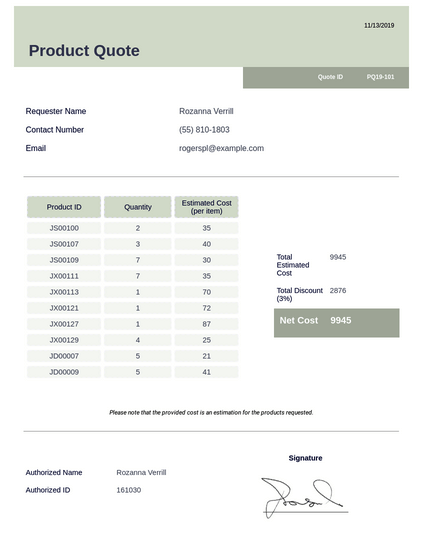 11/13/2019
Product Quote
Quote ID PQ19-101
Requester Name Rozanna Verrill
Contact Number (55) 810-1803
Email rogerspl@example.com
Product ID Quantity Estimated Cost
(per item)
JS00100 2 35
JS00107 3 40
JS00109 7 30
JX00111 7 35
JX00113 1 70
JX00121 1 72
JX00127 1 87
JX00129 4 25
JD00007 5 21
JD00009 5 41
Total 9945
Estimated
Cost
Total Discount 2876
(3%)
Net Cost 9945
Please note that the provided cost is an estimation for the products requested.
Signature
Authorized Name Rozanna Verrill
Authorized ID 161030